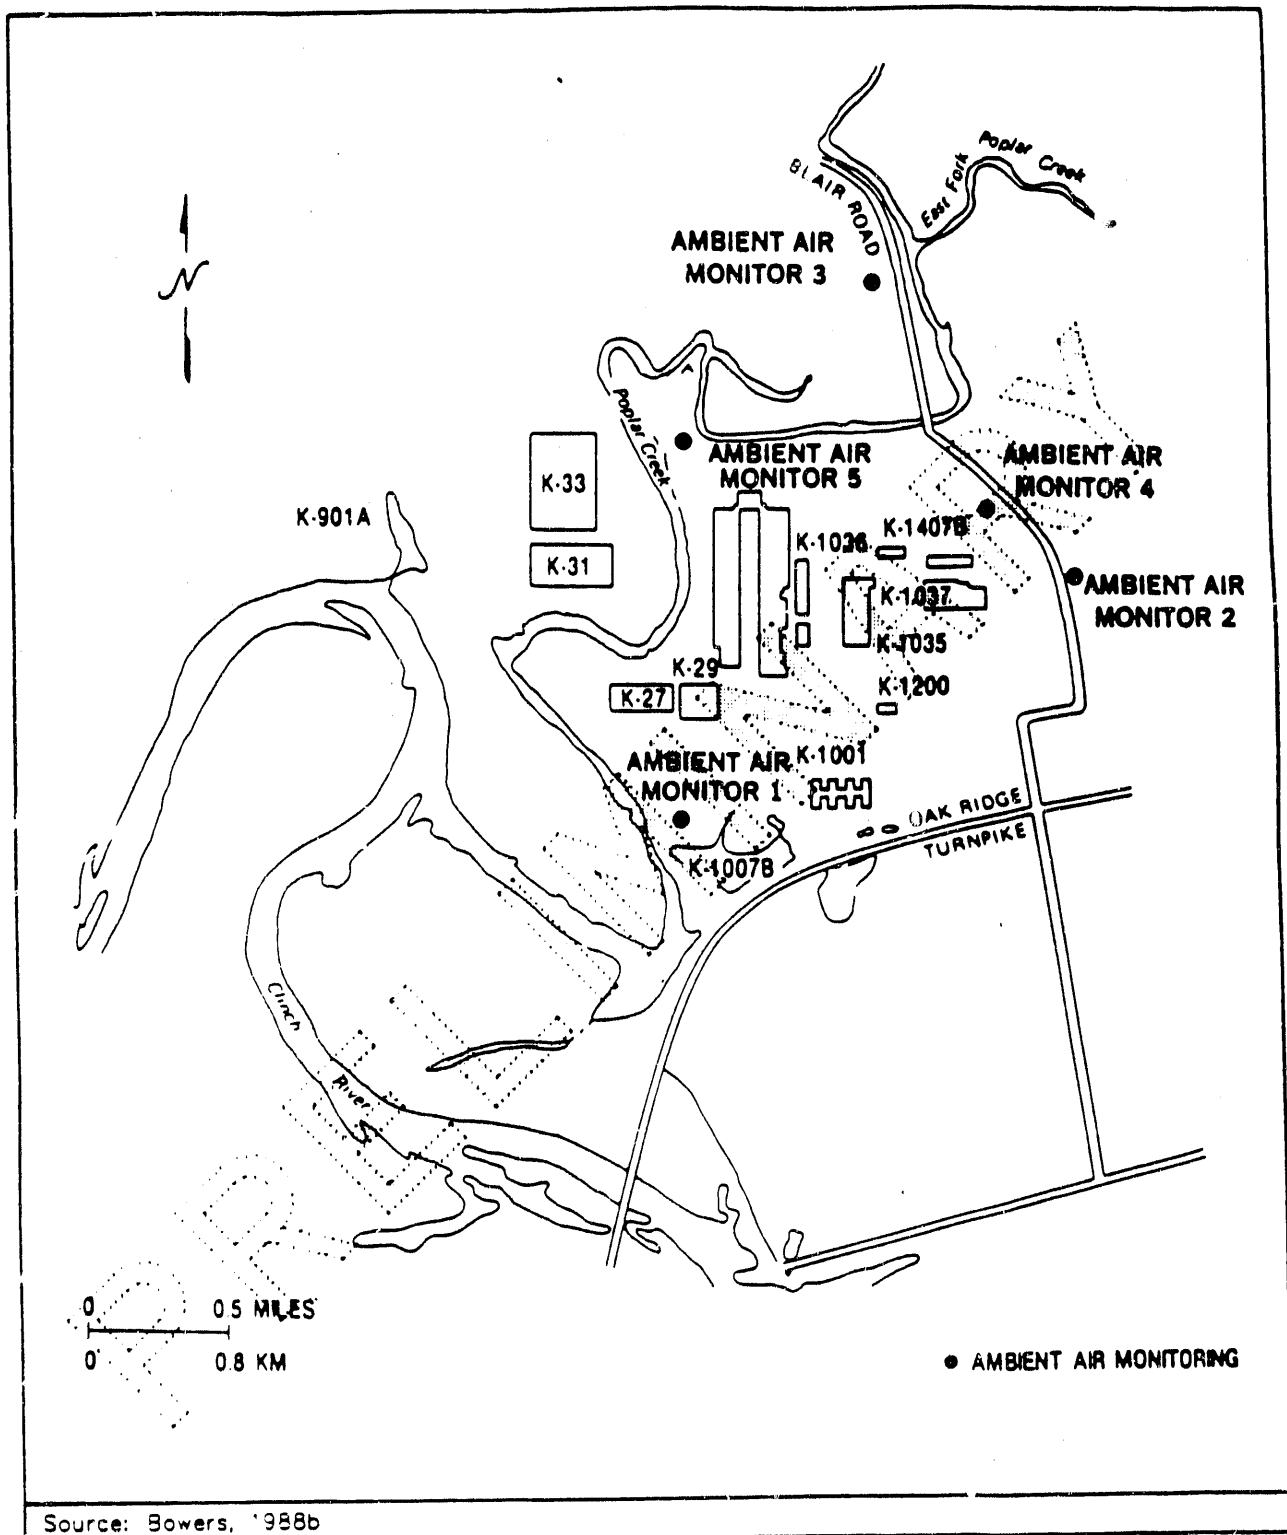 East Fork Poplar Creek
BLAIR ROAD
AMBIENT AIR
MONITOR 3
N
Poplar Creek
AMBIENT AIR
MONITOR 5
AMBIENT AIR
MONITOR 4
K-33
K-901A
K-31
K-1036
K-1407B
AMBIENT AIR
MONITOR 2
K-1037
K-1035
K-29
K-27
K-1200
AMBIENT AIR
MONITOR 1
K-1001
OAK RIDGE
TURNPIKE
K-1007B
Clinch
River
PRELIMINARY
0 0.5 MILES
0 0.8 KM
AMBIENT AIR MONITORING
Source: Bowers, 1988b